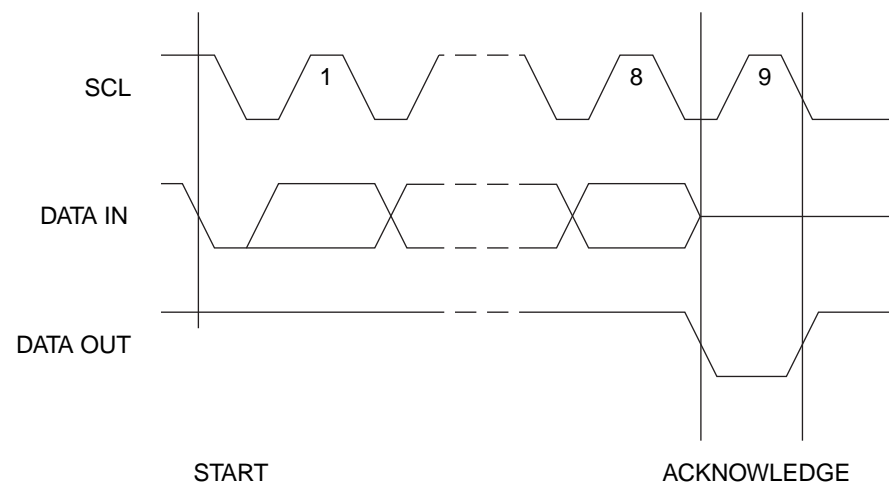 SCL
1
8
9
DATA IN
DATA OUT
START
ACKNOWLEDGE